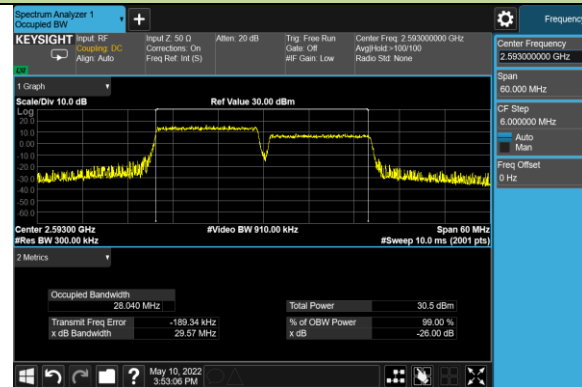 Spectrum Analyzer 1
Occupied BW
+
Frequency
KEYSIGHT Input: RF
Coupling: DC
Align: Auto
Input Z: 50 Ω
Corrections: On
Freq Ref: Int (S)
Atten: 20 dB
Trig: Free Run
Gate: Off
#IF Gain: Low
Center Freq: 2.593000000 GHz
Avg|Hold:>100/100
Radio Std: None
LXI
Center Frequency
2.593000000 GHz
Span
60.000 MHz
CF Step
6.000000 MHz
Auto
Man
Freq Offset
0 Hz
1 Graph
Scale/Div 10.0 dB
Ref Value 30.00 dBm
Log
20.0
10.0
0.00
-10.0
-20.0
-30.0
-40.0
-50.0
-60.0
Center 2.59300 GHz
#Res BW 300.00 kHz
#Video BW 910.00 kHz
Span 60 MHz
#Sweep 10.0 ms (2001 pts)
2 Metrics
Occupied Bandwidth
28.040 MHz
Total Power 30.5 dBm
Transmit Freq Error -189.34 kHz
% of OBW Power 99.00 %
x dB Bandwidth 29.57 MHz
x dB -26.00 dB
?
May 10, 2022
3:53:06 PM